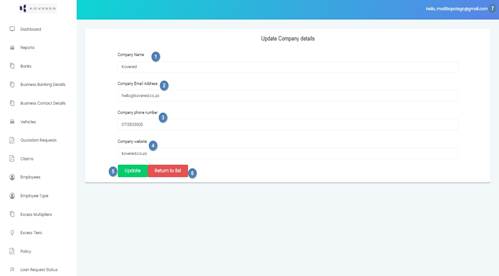 KOVERED
hello, modibapatago@gmail.com
7
Dashboard
Reports
Banks
Business Banking Details
Business Contact Details
Vehicles
Quotation Requests
Claims
Employees
Employee Type
Excess Multipliers
Excess Tiers
Policy
Loan Request Status
Update Company details
Company Name 1
Kovered
Company Email Address 2
hello@kovered.co.za
Company phone number 3
Company website 4
kovered.co.za
5 Update Return to list 6